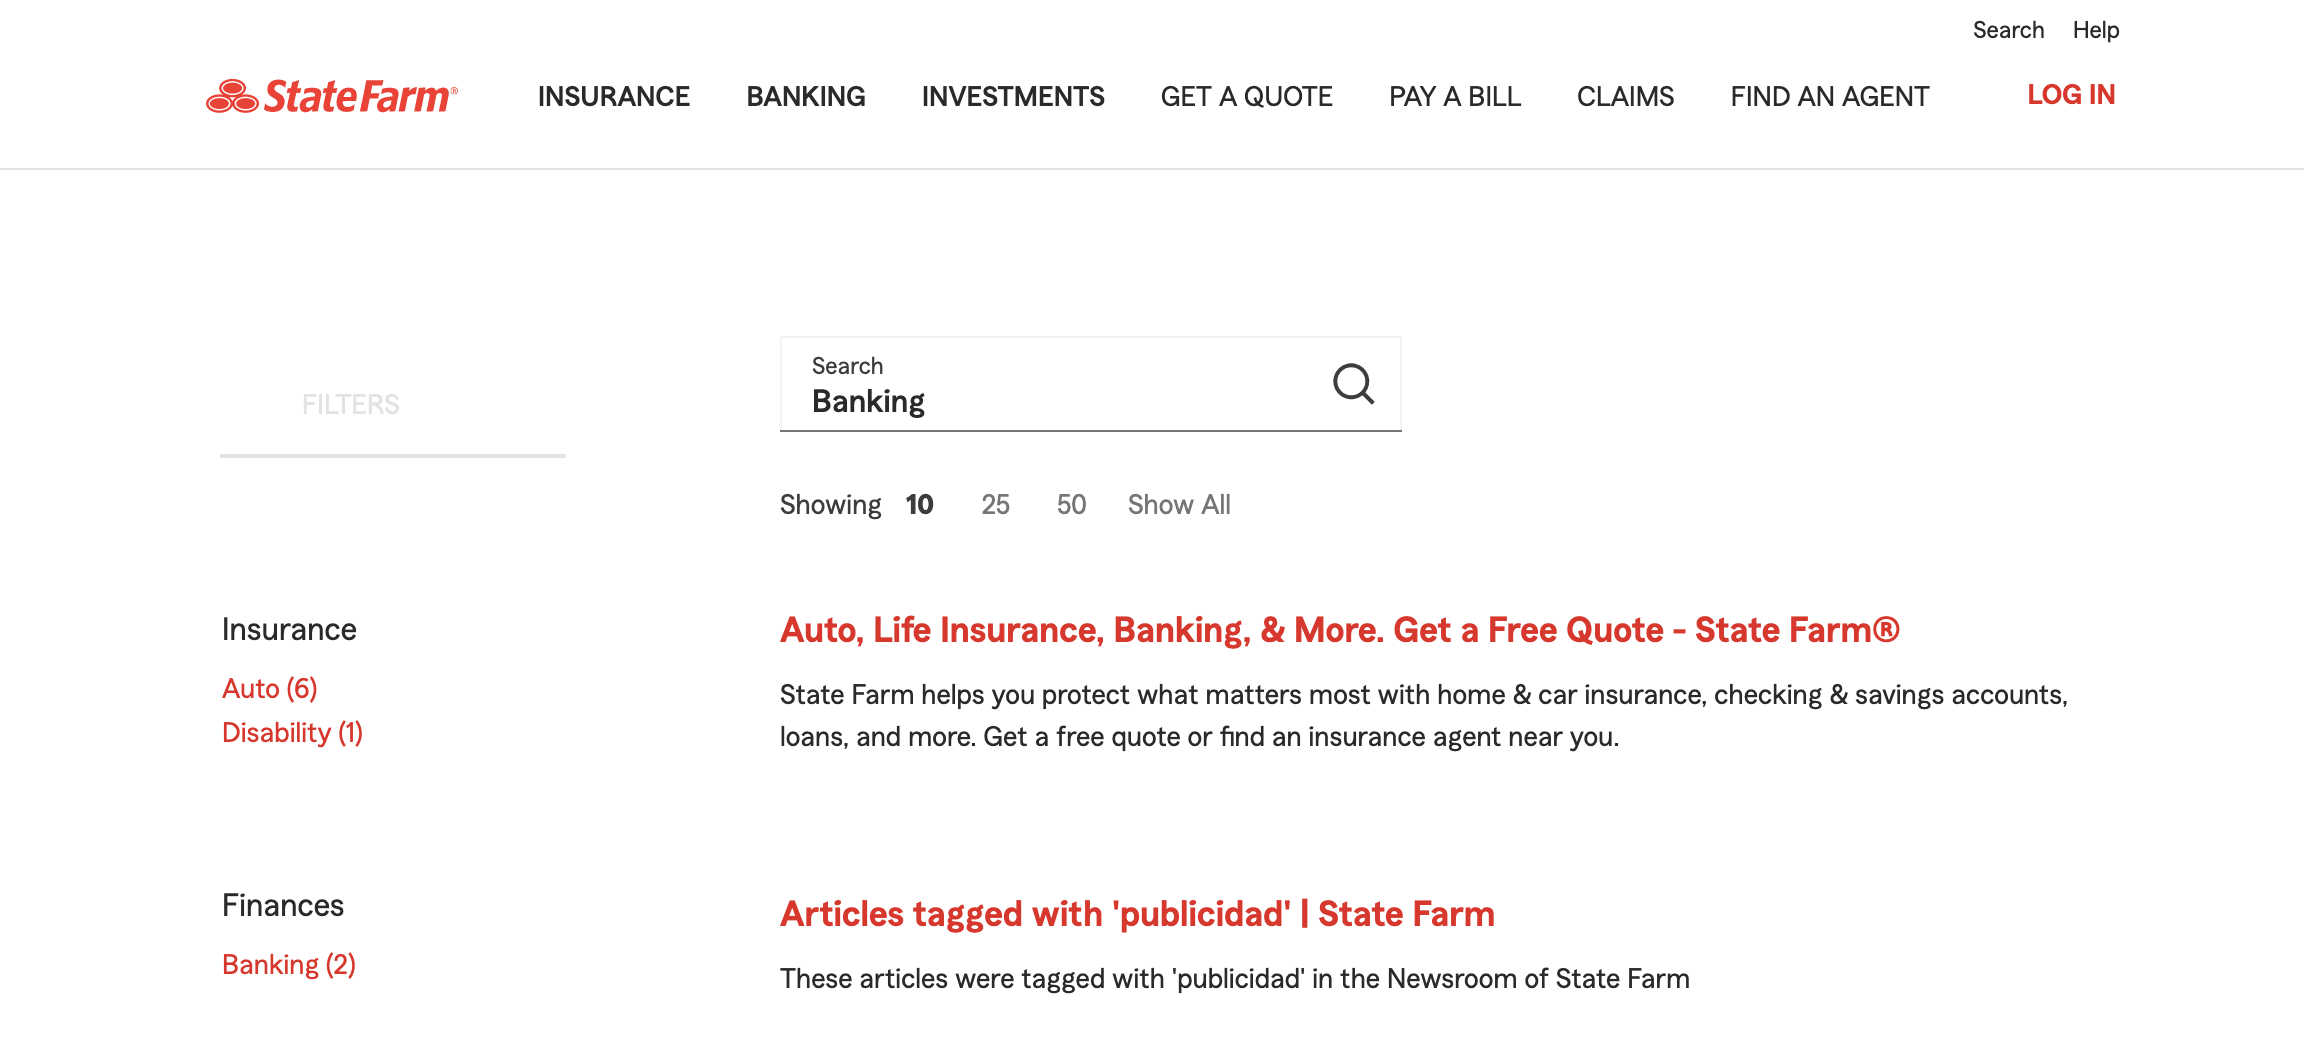 Search Help
State Farm® INSURANCE BANKING INVESTMENTS GET A QUOTE PAY A BILL CLAIMS FIND AN AGENT LOG IN
FILTERS
Search
Banking
Showing 10 25 50 Show All
Insurance
Auto (6)
Disability (1)
Finances
Banking (2)
Auto, Life Insurance, Banking, & More. Get a Free Quote - State Farm®
State Farm helps you protect what matters most with home & car insurance, checking & savings accounts,
loans, and more. Get a free quote or find an insurance agent near you.
Articles tagged with 'publicidad' | State Farm
These articles were tagged with 'publicidad' in the Newsroom of State Farm